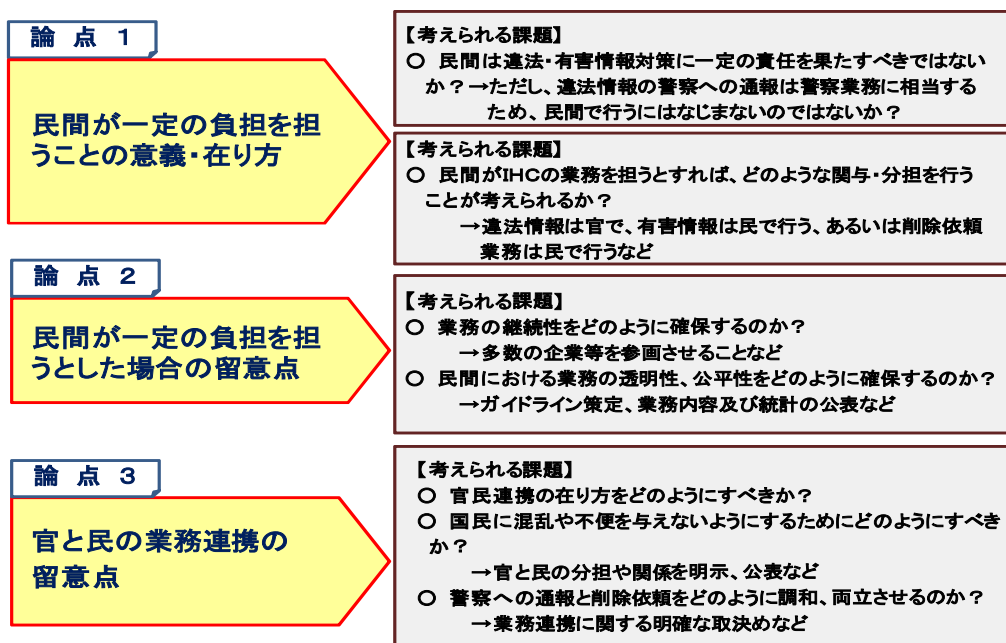 論 点 1
民間が一定の負担を担
うことの意義・在り方
【考えられる課題】
○ 民間は違法・有害情報対策に一定の責任を果たすべきではない
か？→ただし、違法情報の警察への通報は警察業務に相当する
ため、民間で行うにはなじまないのではないか？
【考えられる課題】
○ 民間がIHCの業務を担うとすれば、どのような関与・分担を行う
ことが考えられるか？
→違法情報は官で、有害情報は民で行う、あるいは削除依頼
業務は民で行うなど
論 点 2
民間が一定の負担を担
うとした場合の留意点
【考えられる課題】
○ 業務の継続性をどのように確保するのか？
→多数の企業等を参画させることなど
○ 民間における業務の透明性、公平性をどのように確保するのか？
→ガイドライン策定、業務内容及び統計の公表など
論 点 3
官と民の業務連携の
留意点
【考えられる課題】
○ 官民連携の在り方をどのようにすべきか？
○ 国民に混乱や不便を与えないようにするためにどのようにすべき
か？
→官と民の分担や関係を明示、公表など
○ 警察への通報と削除依頼をどのように調和、両立させるのか？
→業務連携に関する明確な取決めなど